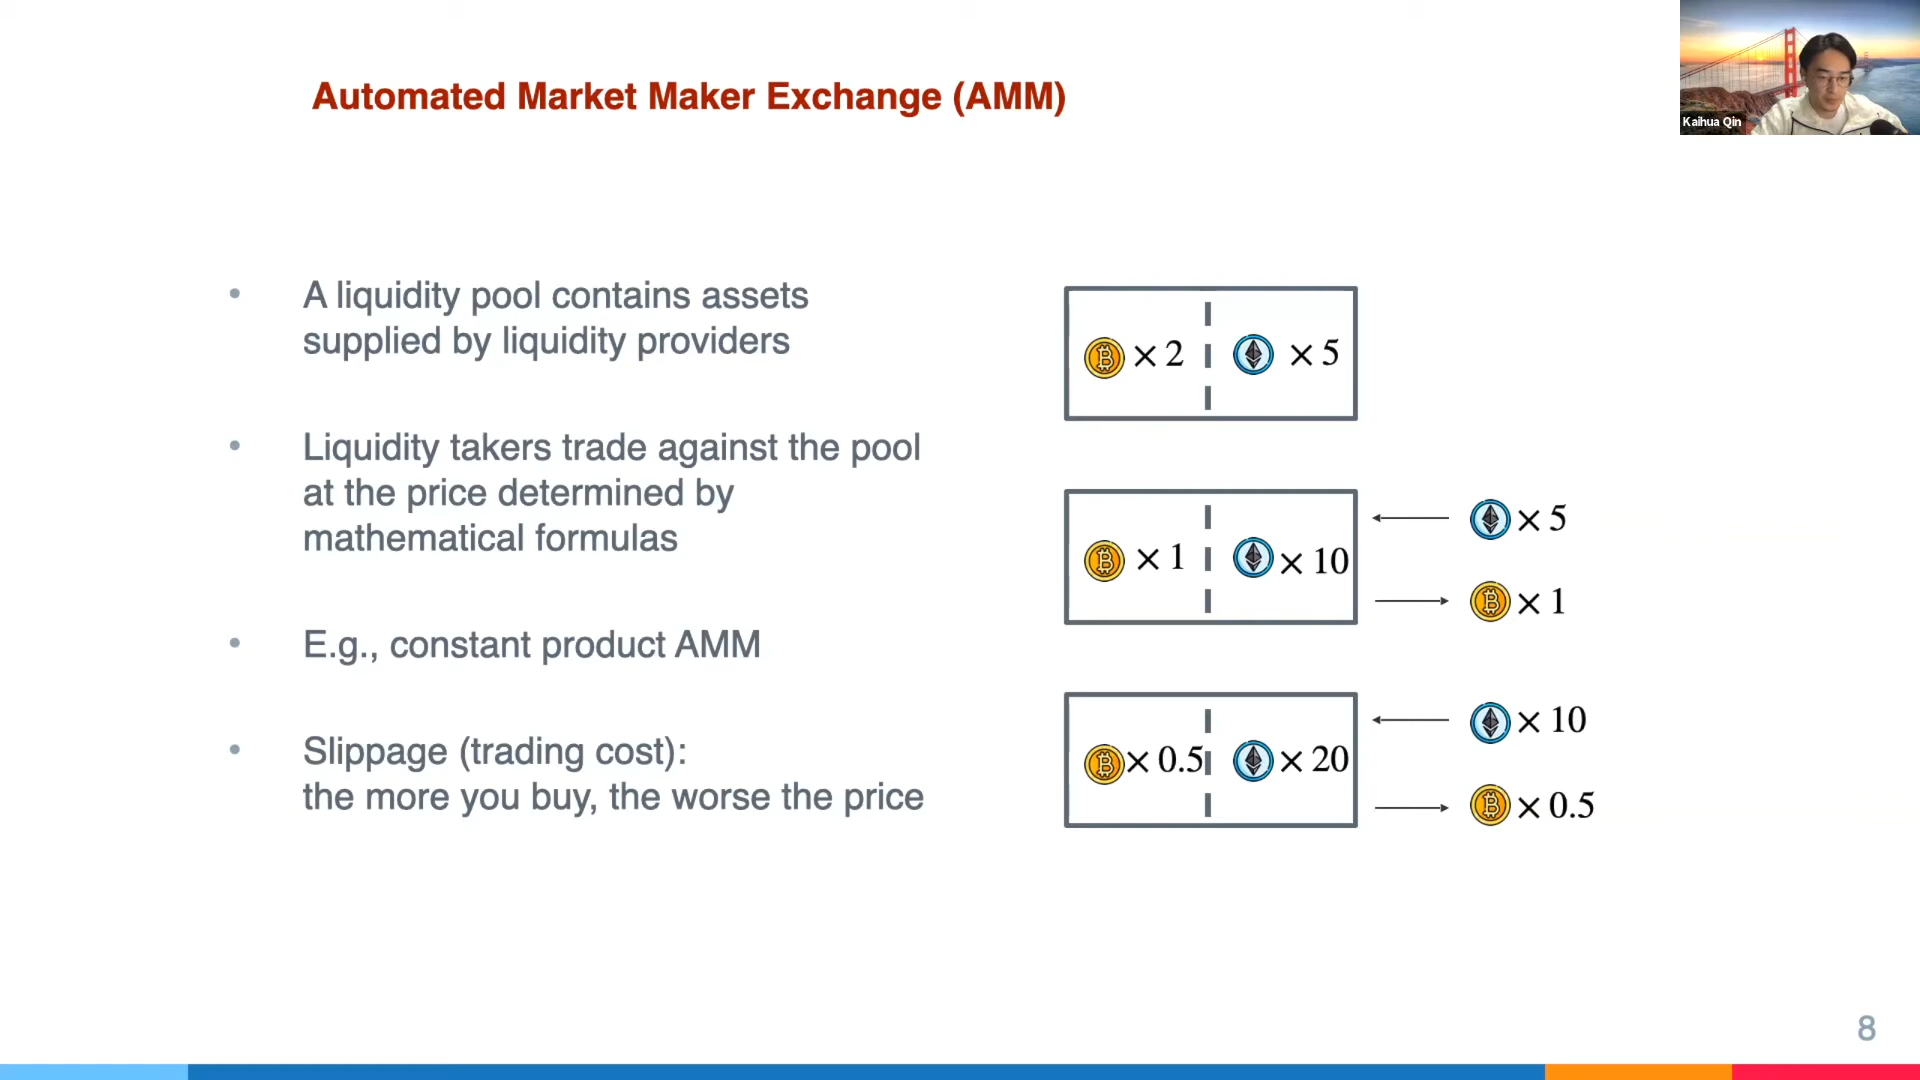 Automated Market Maker Exchange (AMM)
Kaihua Qin
• A liquidity pool contains assets
supplied by liquidity providers
• Liquidity takers trade against the pool
at the price determined by
mathematical formulas
• E.g., constant product AMM
• Slippage (trading cost):
the more you buy, the worse the price
× 2 × 5
× 1 × 10
× 5
× 1
× 0.5 × 20
× 10
× 0.5
8